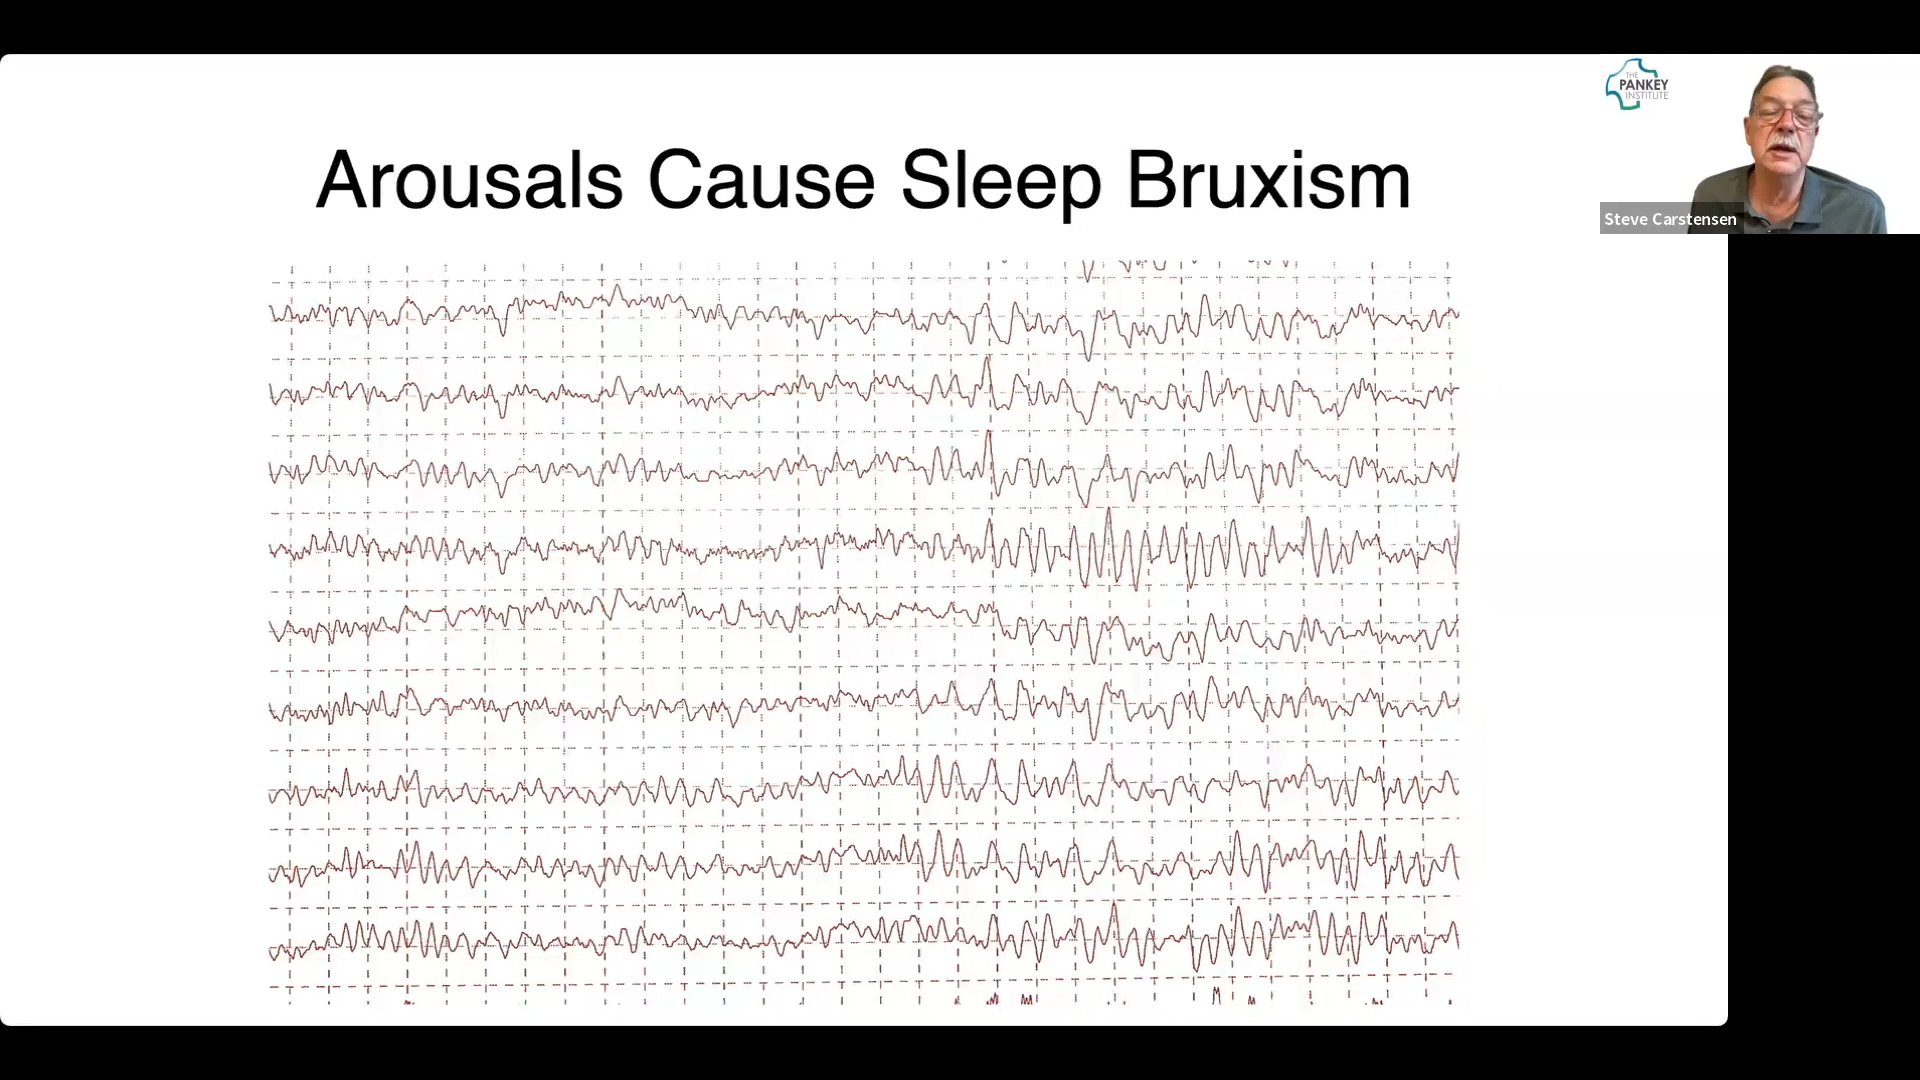 THE
PANKEY
INSTITUTE
Arousals Cause Sleep Bruxism
Steve Carstensen